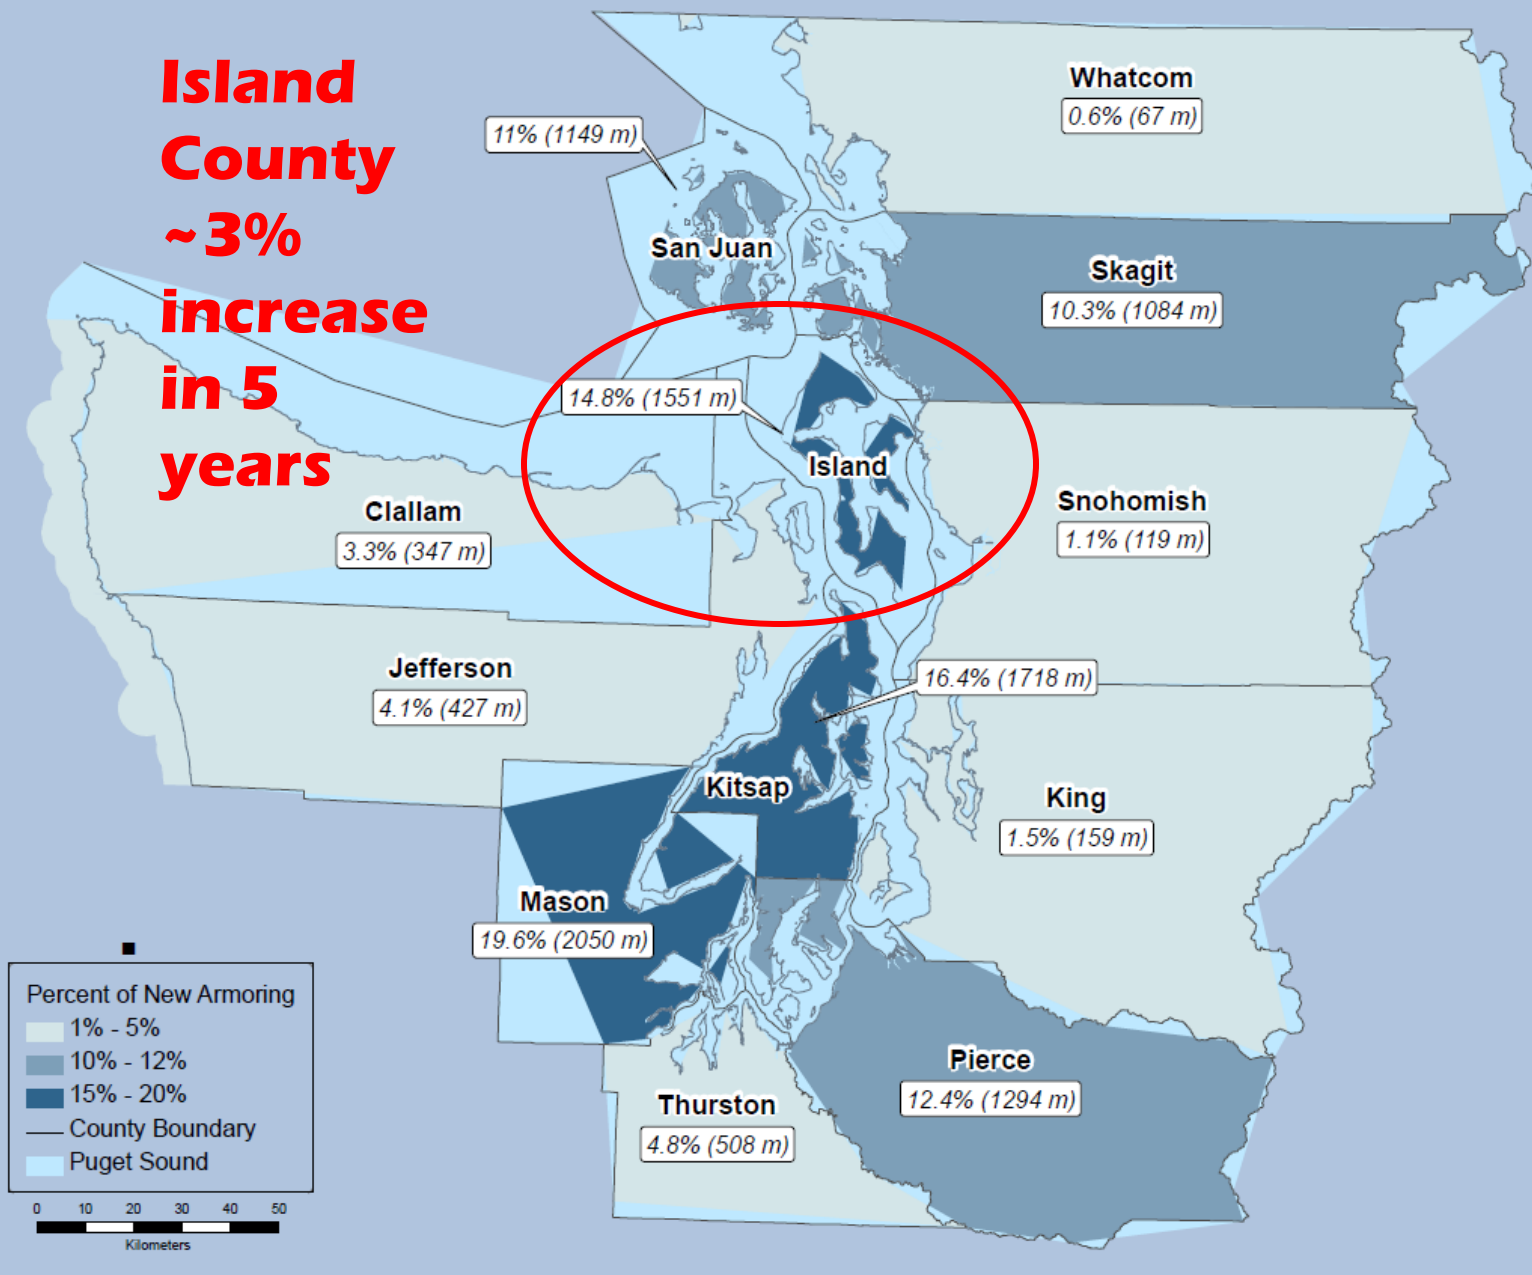 Island
County
~3%
increase
in 5
years
Whatcom
0.6% (67 m)
11% (1149 m)
San Juan
Skagit
10.3% (1084 m)
14.8% (1551 m)
Island
Clallam
3.3% (347 m)
Snohomish
1.1% (119 m)
Jefferson
4.1% (427 m)
16.4% (1718 m)
Kitsap
King
1.5% (159 m)
Mason
19.6% (2050 m)
Pierce
12.4% (1294 m)
Thurston
4.8% (508 m)
Percent of New Armoring
1% - 5%
10% - 12%
15% - 20%
County Boundary
Puget Sound
0 10 20 30 40 50
Kilometers